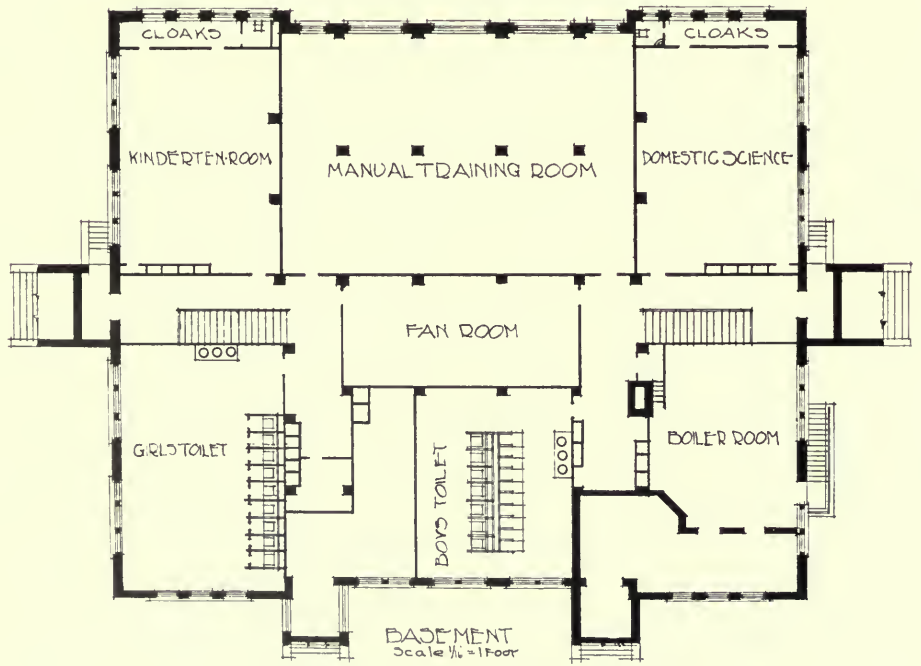 CLOAKS
CLOAKS
KINDERTEN-ROOM
MANUAL TRAINING ROOM
DOMESTIC SCIENCE
FAN ROOM
GIRLS TOILET
BOYS TOILET
BOILER ROOM
BASEMENT
Scale 1/16 = 1 FOOT